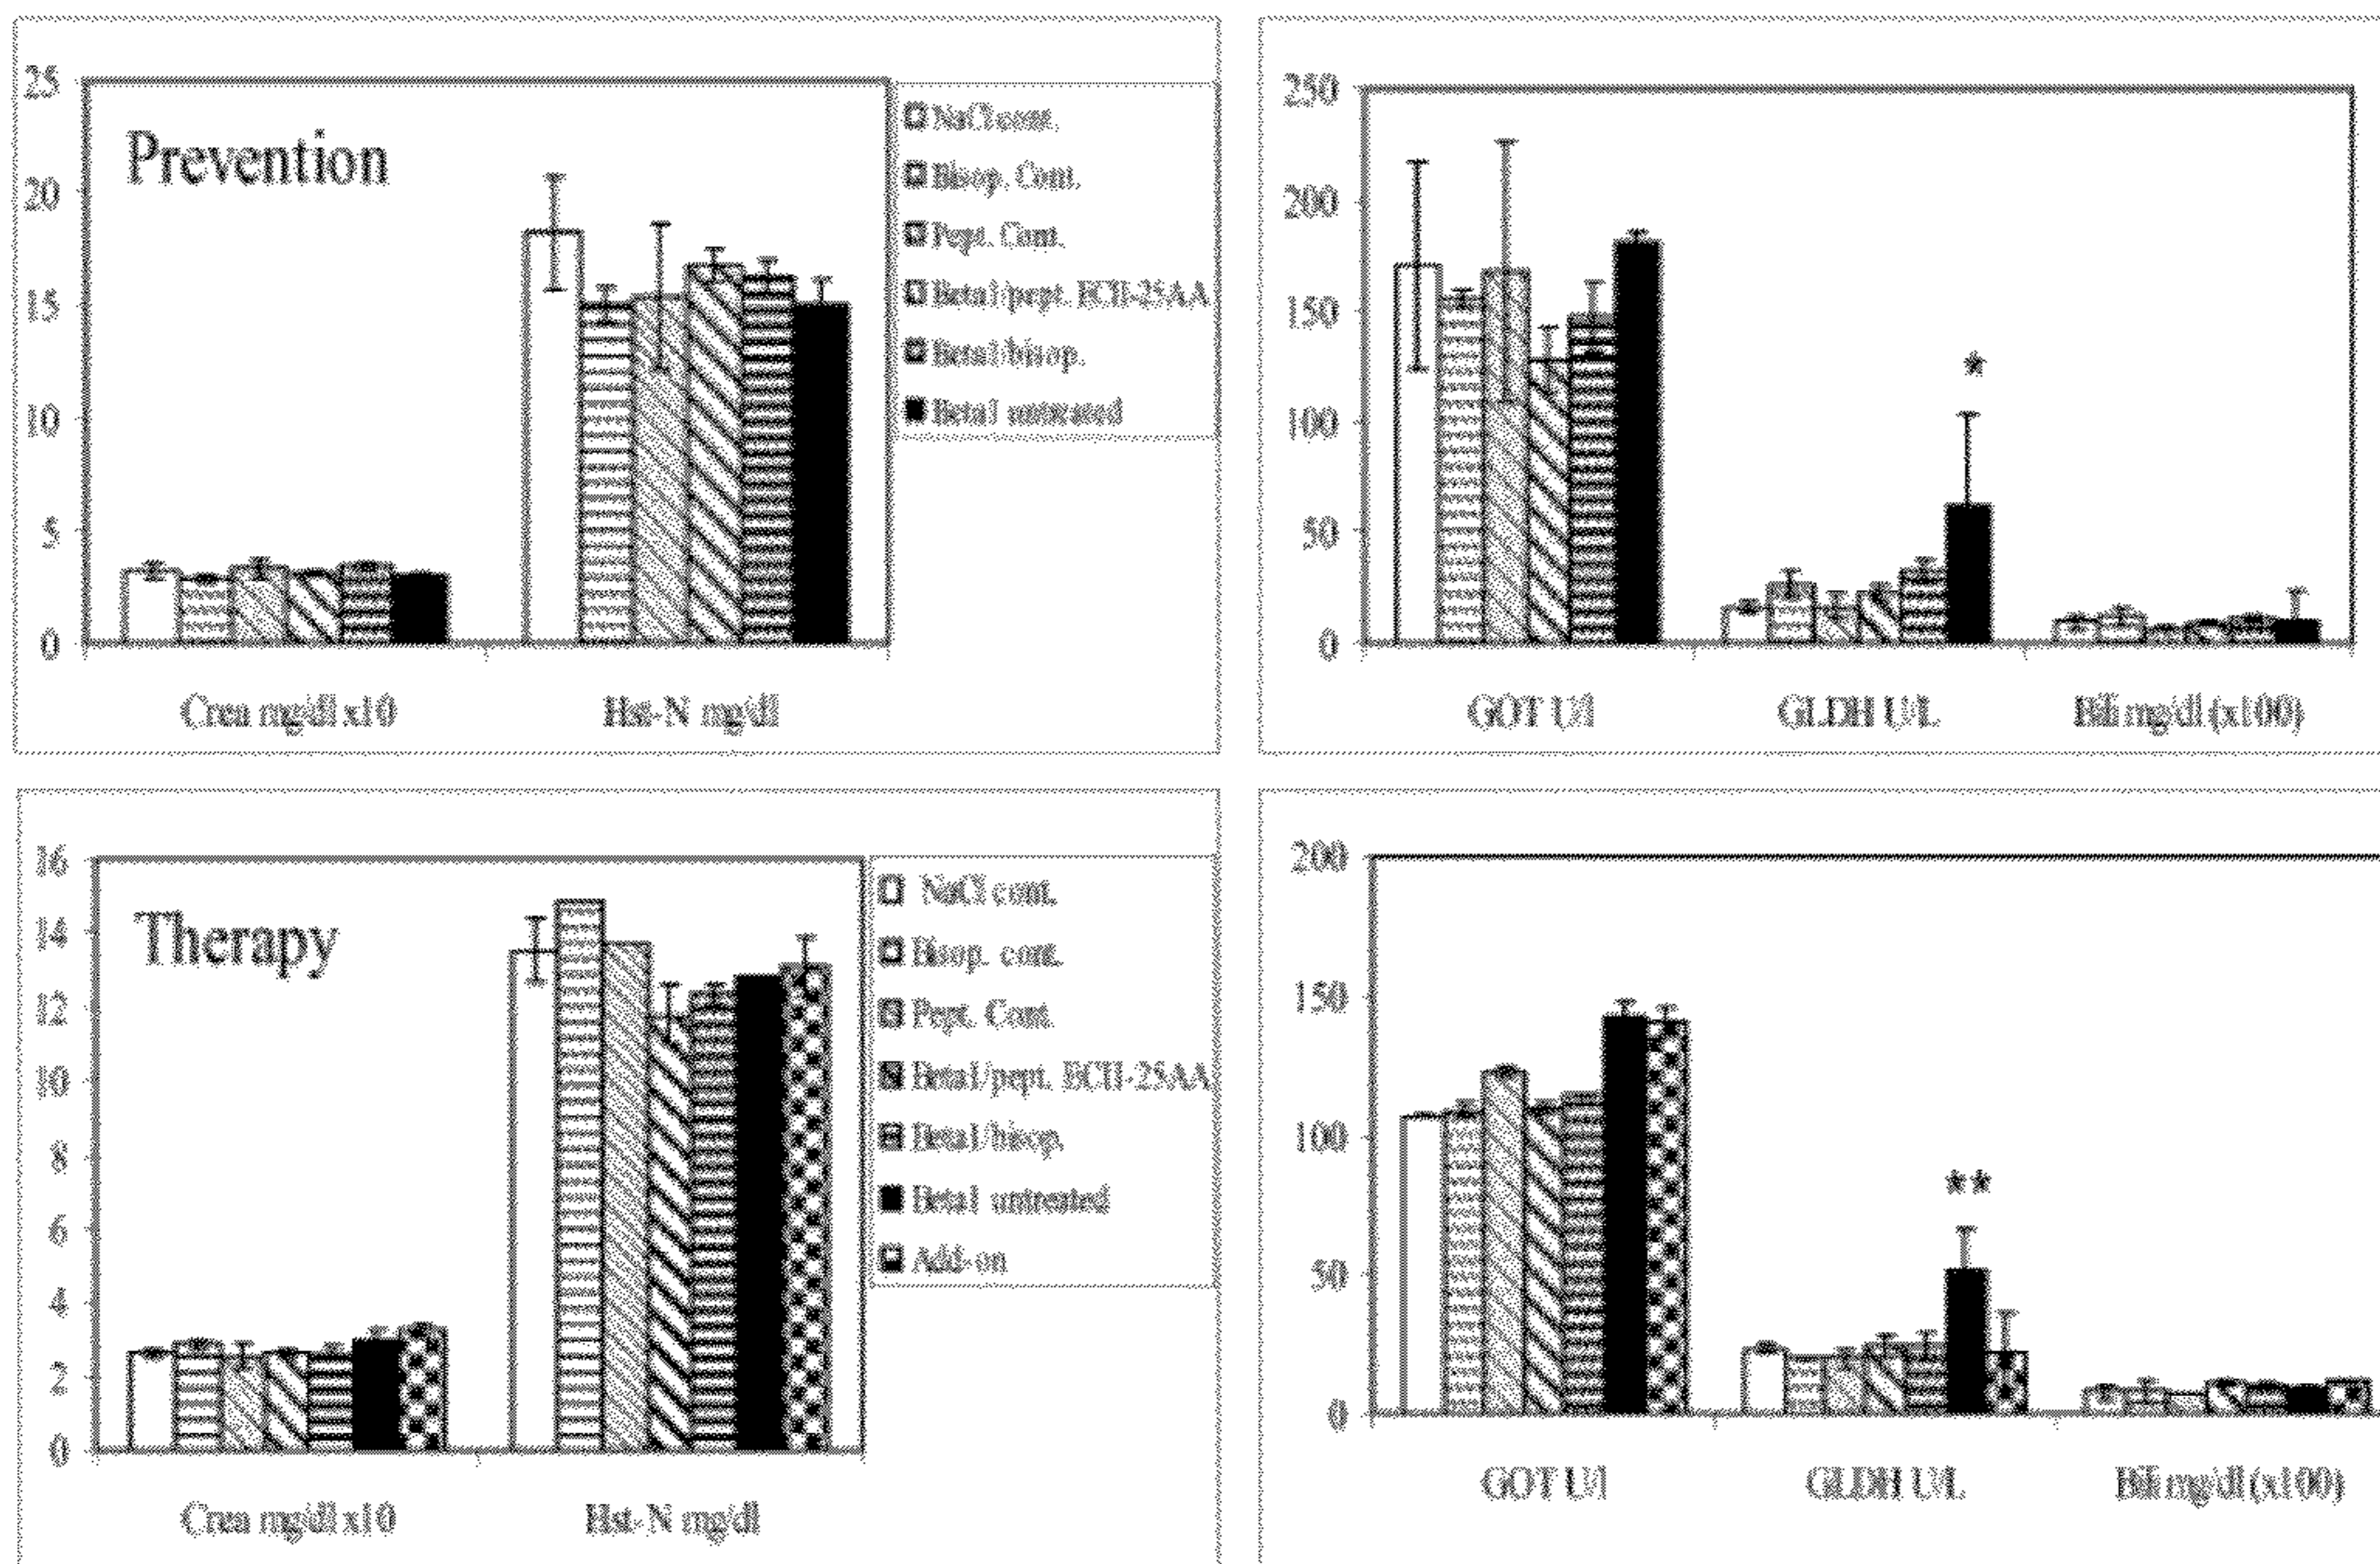 25
20
15
10
5
0
Prevention
NaCl cont.
Bisop. Cont.
Pept. Cont.
Beta1/pept. ECII-25AA
Beta1/bisop.
Beta1 untreated
Crea mg/dl x10
Hst-N mg/dl
250
200
150
100
50
0
*
GOT U/l
GLDH U/L
Bili mg/dl (x100)
16
14
12
10
8
6
4
2
0
Therapy
NaCl cont.
Bisop. cont.
Pept. Cont.
Beta1/pept. ECII-25AA
Beta1/bisop.
Beta1 untreated
Add-on
Crea mg/dl x10
Hst-N mg/dl
200
150
100
50
0
**
GOT U/l
GLDH U/L
Bili mg/dl (x100)